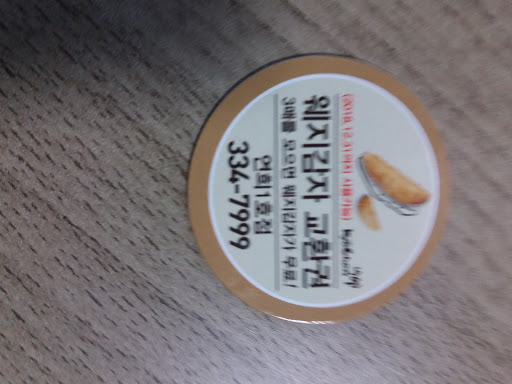 (2018.12.31까지 사용가능)
웨지감자 교환권
3매를 모으면 웨지감자가 무료!
연희1호점
334-7999